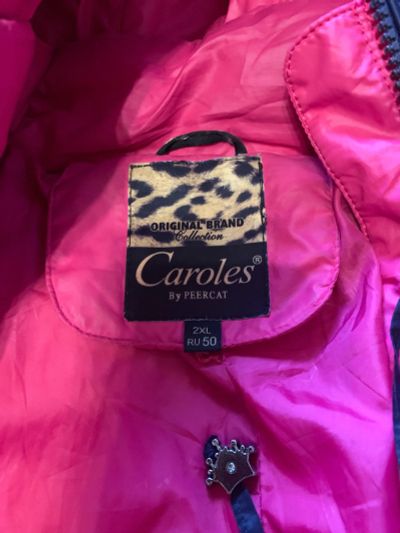 ORIGINAL BRAND
Collection
Caroles®
BY PEERCAT
2XL
RU 50